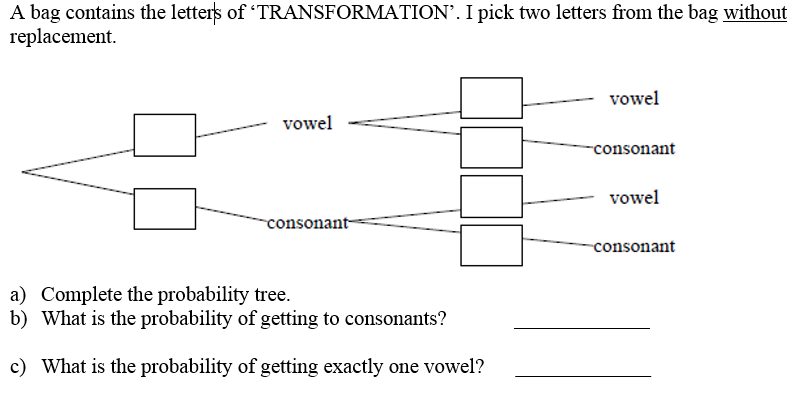 A bag contains the letters of ‘TRANSFORMATION’. I pick two letters from the bag without
replacement.
vowel
vowel
consonant
vowel
consonant
consonant
a) Complete the probability tree.
b) What is the probability of getting to consonants?
c) What is the probability of getting exactly one vowel?